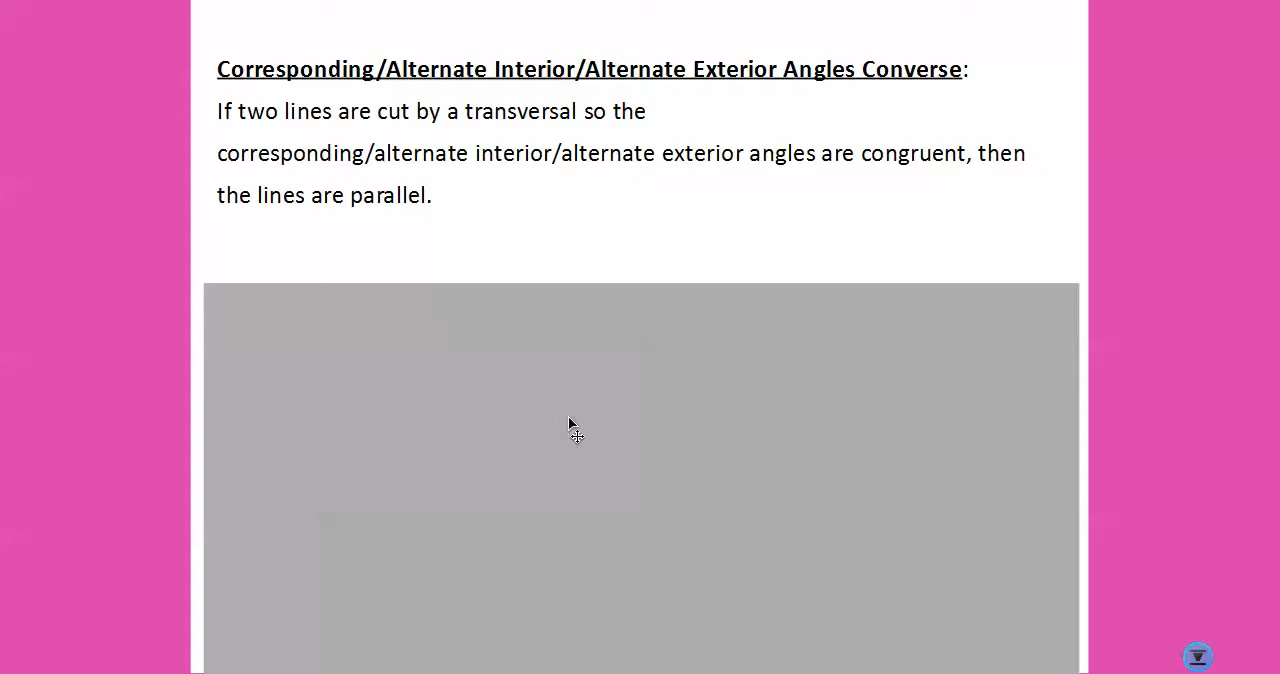 Corresponding/Alternate Interior/Alternate Exterior Angles Converse:
If two lines are cut by a transversal so the
corresponding/alternate interior/alternate exterior angles are congruent, then
the lines are parallel.